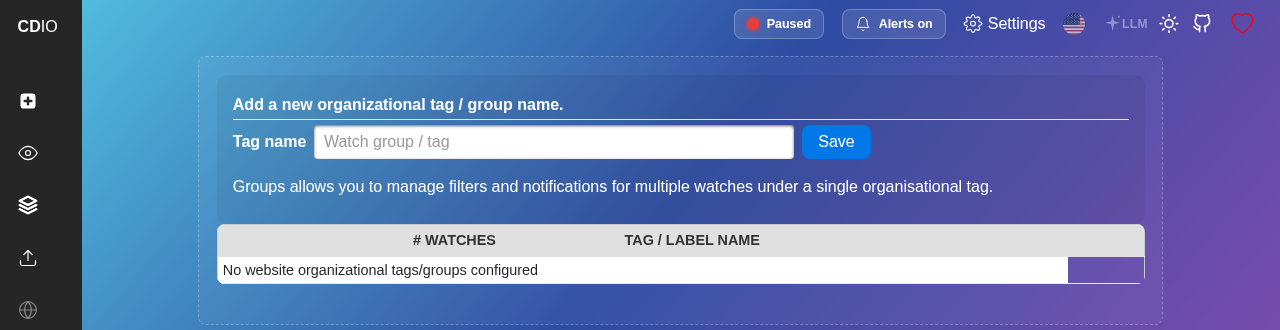 CDIO
Paused
Alerts on
Settings
LLM
Add a new organizational tag / group name.
Tag name
Watch group / tag
Save
Groups allows you to manage filters and notifications for multiple watches under a single organisational tag.
# WATCHES
TAG / LABEL NAME
No website organizational tags/groups configured